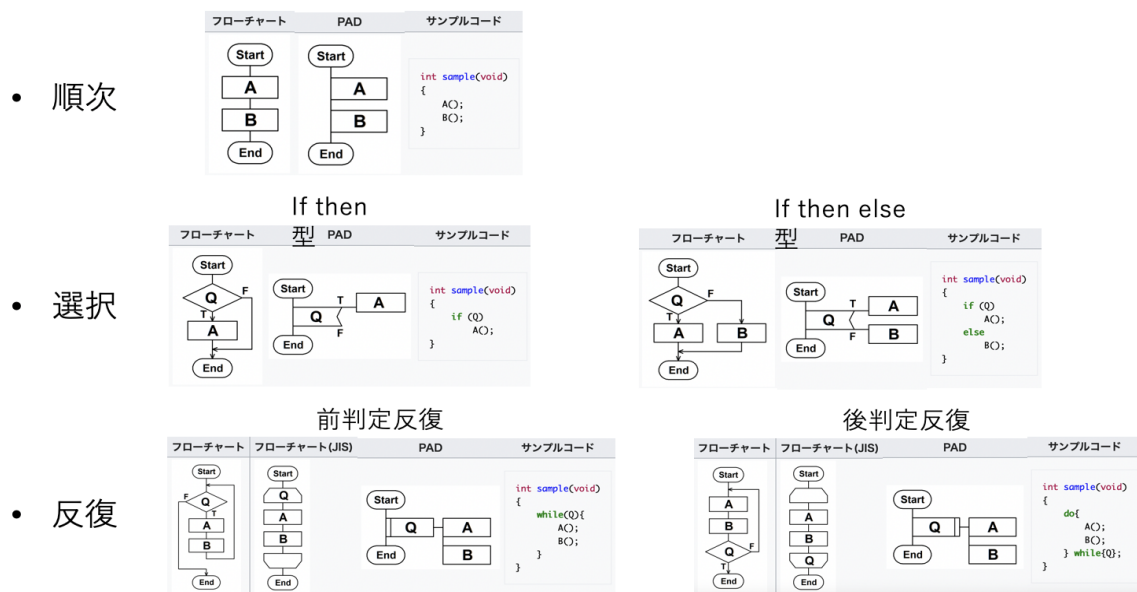 フローチャート PAD サンプルコード
• 順次
Start
A
B
End
Start
A
B
End
int sample(void)
{
A();
B();
}
• 選択
If then
型
フローチャート PAD サンプルコード
Start
Q
F
T
A
End
Start
Q
T
A
F
End
int sample(void)
{
if (Q)
A();
}
If then else
型
フローチャート PAD サンプルコード
Start
Q
F
T
A
B
End
Start
Q
T
A
F
B
End
int sample(void)
{
if (Q)
A();
else
B();
}
• 反復
前判定反復
フローチャート フローチャート(JIS) PAD サンプルコード
Start
F
Q
T
A
B
End
Start
Q
A
B
End
Start
Q
A
B
End
int sample(void)
{
while(Q){
A();
B();
}
}
後判定反復
フローチャート フローチャート(JIS) PAD サンプルコード
Start
A
B
Q
F
T
End
Start
A
B
Q
End
Start
Q
A
B
End
int sample(void)
{
do{
A();
B();
} while{Q};
}